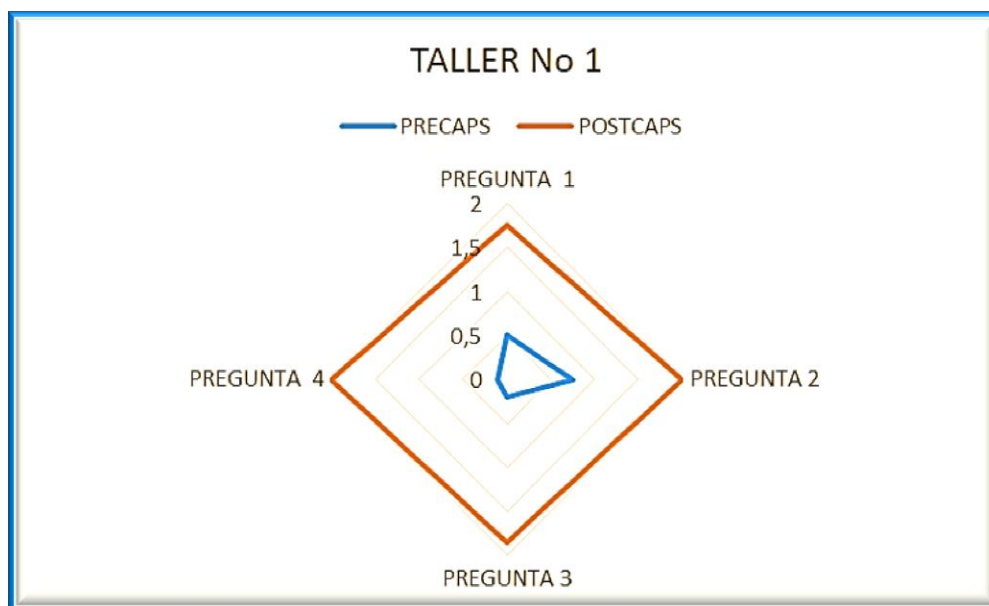 TALLER No 1
PRECAPS POSTCAPS
PREGUNTA 1
2
1,5
1
0,5
0
PREGUNTA 4
PREGUNTA 2
PREGUNTA 3